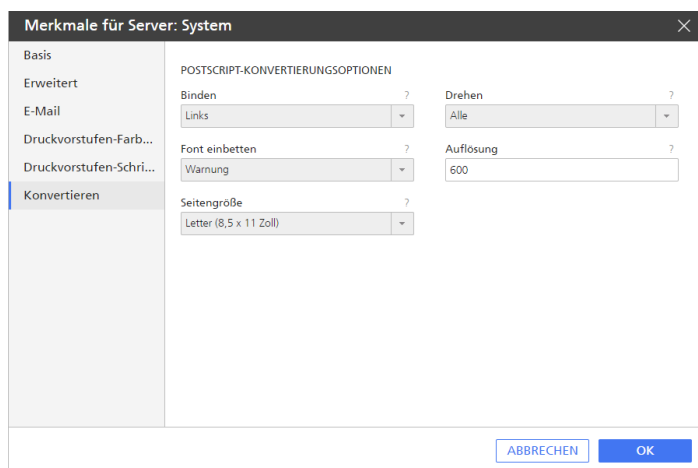 Merkmale für Server: System
Basis
Erweitert
E-Mail
Druckvorstufen-Farb...
Druckvorstufen-Schri...
Konvertieren
POSTSCRIPT-KONVERTIERUNGSOPTIONEN
Binden ?
Links
Drehen ?
Alle
Font einbetten ?
Warnung
Auflösung ?
600
Seitengröße ?
Letter (8,5 x 11 Zoll)
ABBRECHEN
OK